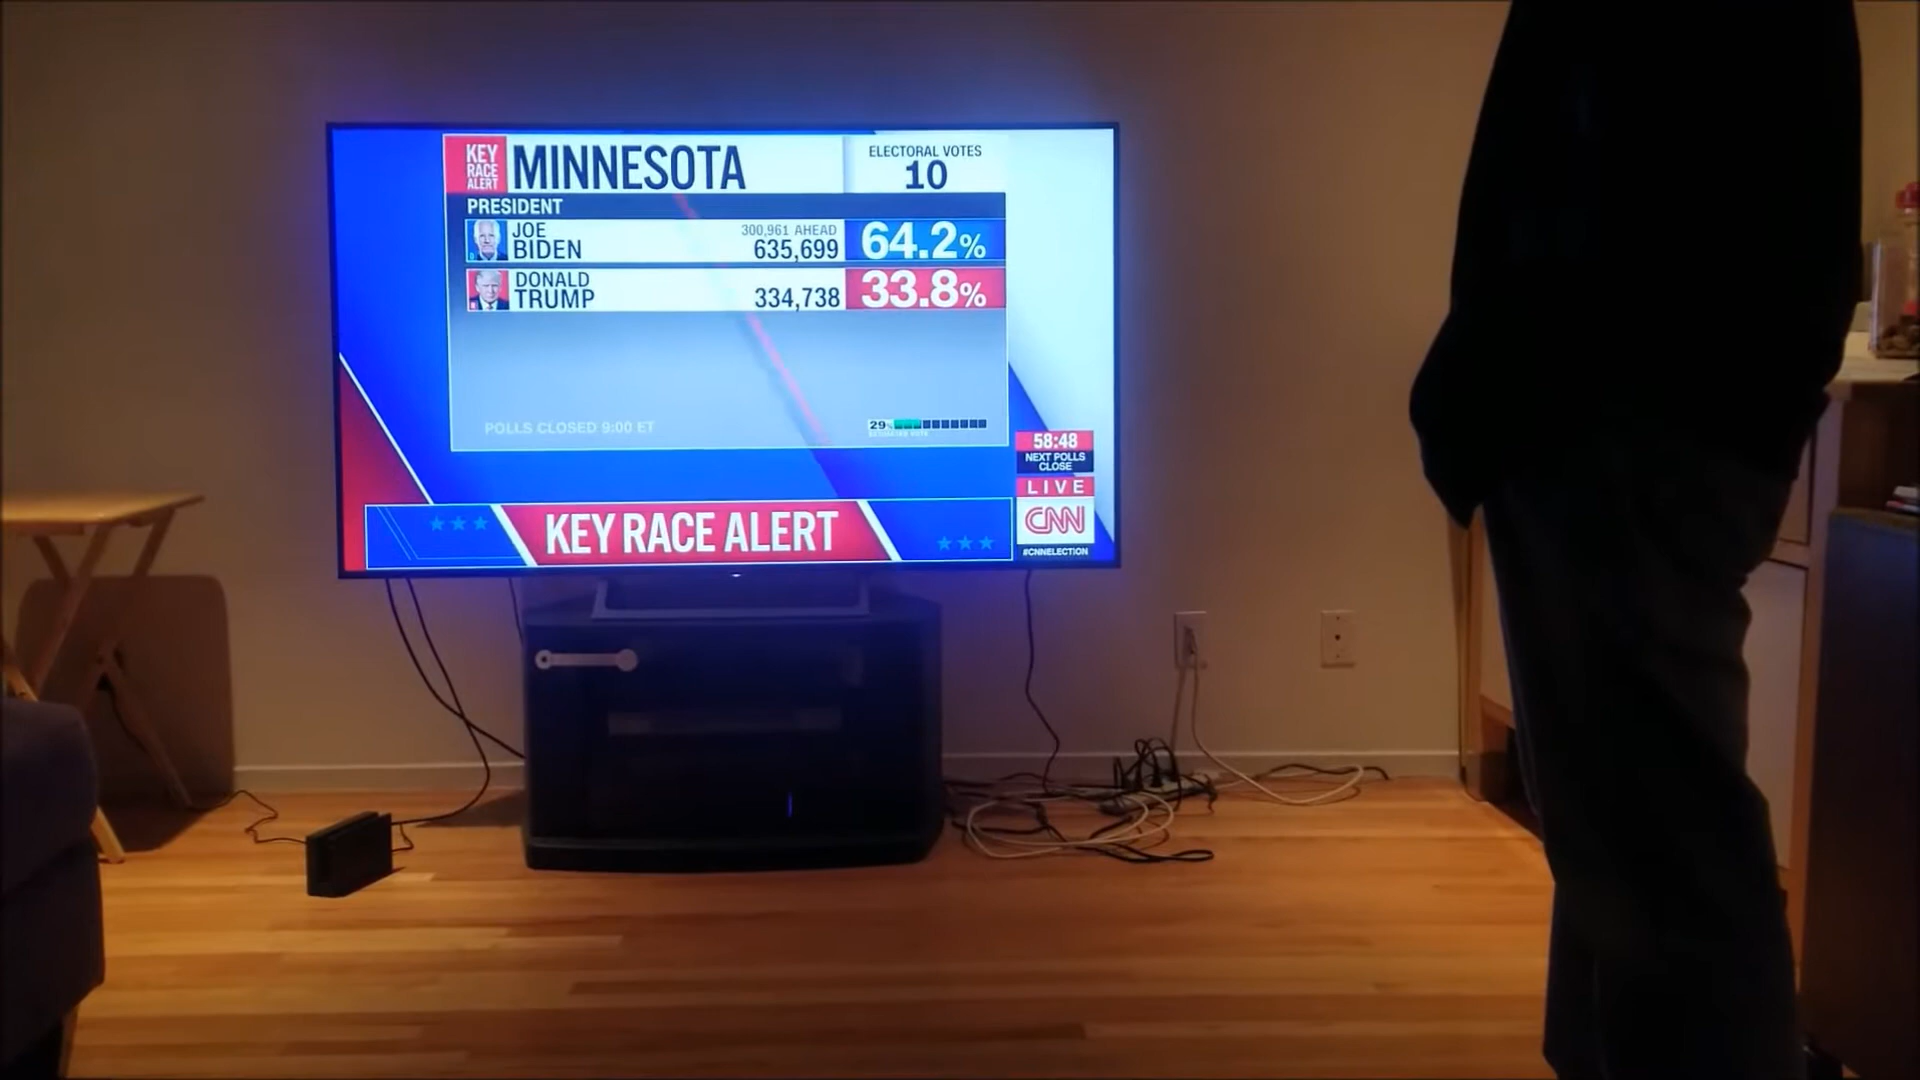 KEY
RACE
ALERT
MINNESOTA
ELECTORAL VOTES
10
PRESIDENT
JOE
BIDEN
300,961 AHEAD
635,699
64.2%
DONALD
TRUMP
334,738
33.8%
POLLS CLOSED 9:00 ET
29%
58:48
NEXT POLLS
CLOSE
LIVE
CNN
#CNNELECTION
KEY RACE ALERT